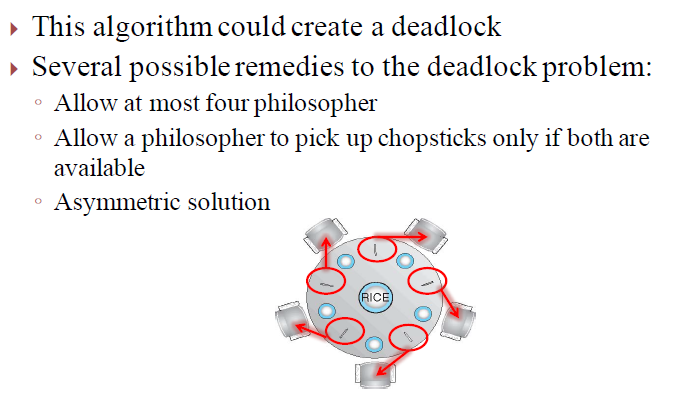 This algorithm could create a deadlock
Several possible remedies to the deadlock problem:
Allow at most four philosopher
Allow a philosopher to pick up chopsticks only if both are
available
Asymmetric solution
RICE